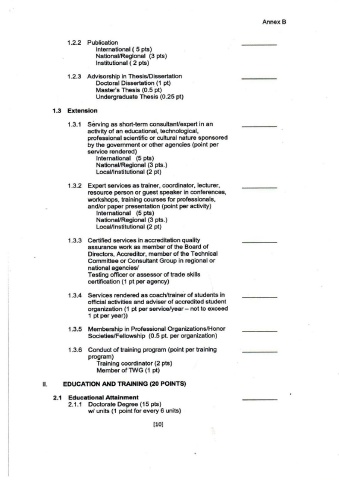 Annex B
1.2.2 Publication
International ( 5 pts)
National/Regional (3 pts)
Institutional ( 2 pts)
1.2.3 Advisorship in Thesis/Dissertation
Doctoral Dissertation (1 pt)
Master's Thesis (0.5 pt)
Undergraduate Thesis (0.25 pt)
1.3 Extension
1.3.1 Serving as short-term consultant/expert in an
activity of an educational, technological,
professional scientific or cultural nature sponsored
by the government or other agencies (point per
service rendered)
International (5 pts)
National/Regional (3 pts.)
Local/Institutional (2 pt)
1.3.2 Expert services as trainer, coordinator, lecturer,
resource person or guest speaker in conferences,
workshops, training courses for professionals,
and/or paper presentation (point per activity)
International (5 pts)
National/Regional (3 pts.)
Local/Institutional (2 pt)
1.3.3 Certified services in accreditation quality
assurance work as member of the Board of
Directors, Accreditor, member of the Technical
Committee or Consultant Group in regional or
national agencies/
Testing officer or assessor of trade skills
certification (1 pt per agency)
1.3.4 Services rendered as coach/trainer of students in
official activities and adviser of accredited student
organization (1 pt per service/year – not to exceed
1 pt per year))
1.3.5 Membership in Professional Organizations/Honor
Societies/Fellowship (0.5 pt. per organization)
1.3.6 Conduct of training program (point per training
program)
Training coordinator (2 pts)
Member of TWG (1 pt)
II. EDUCATION AND TRAINING (20 POINTS)
2.1 Educational Attainment
2.1.1 Doctorate Degree (15 pts)
w/ units (1 point for every 6 units)
[10]